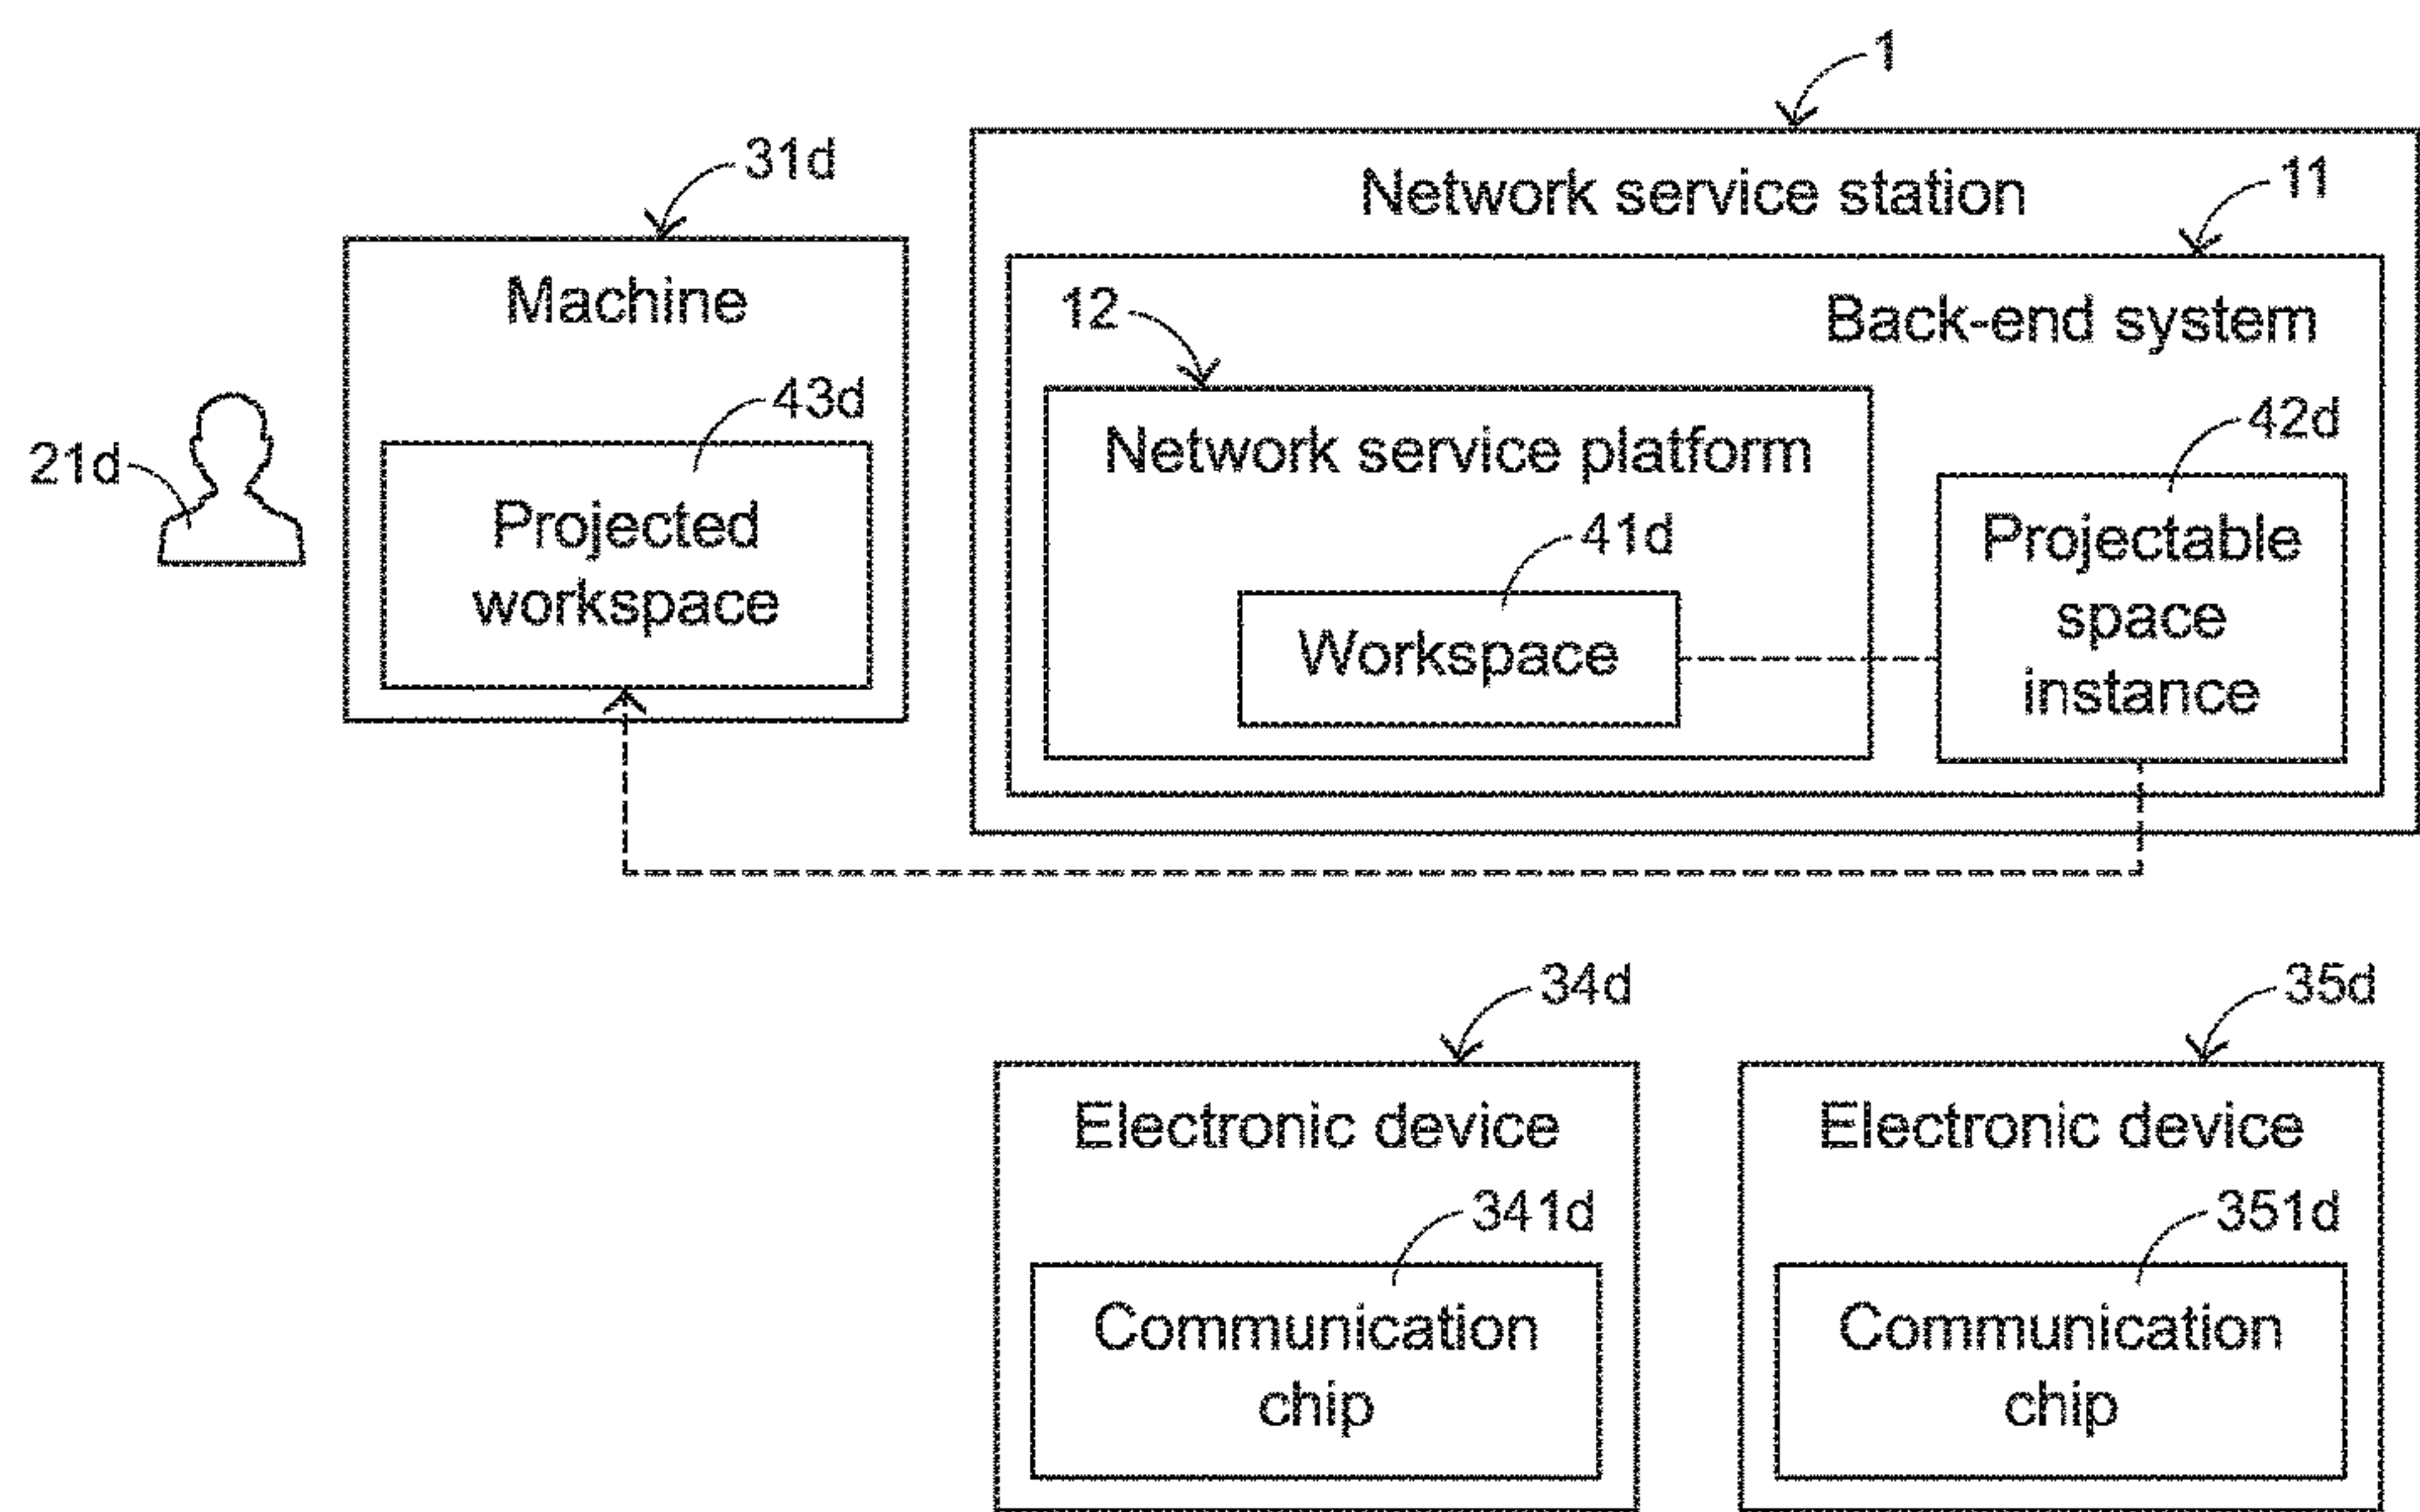 1
31d
Network service station
11
Machine
12
Back-end system
43d
42d
21d
Network service platform
Projected
workspace
41d
Projectable
space
instance
Workspace
34d
35d
Electronic device
Electronic device
341d
351d
Communication
chip
Communication
chip